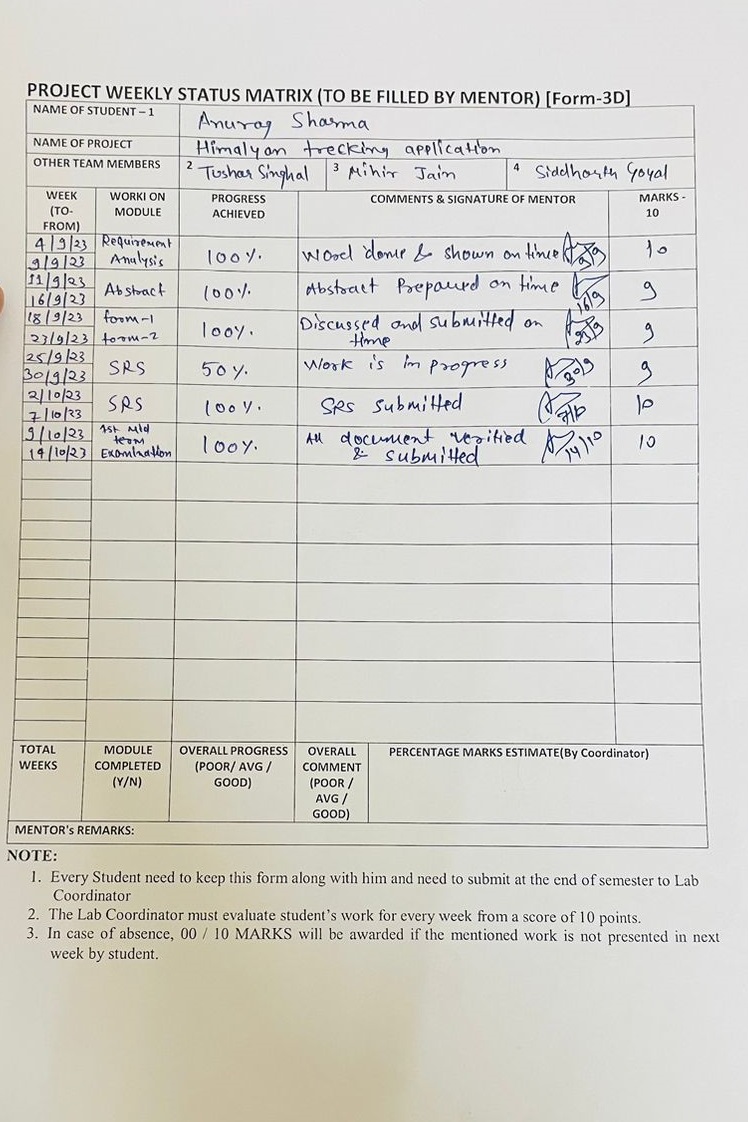 PROJECT WEEKLY STATUS MATRIX (TO BE FILLED BY MENTOR) [Form-3D]
NAME OF STUDENT – 1 Anurag Sharma
NAME OF PROJECT Himalyan trecking application
OTHER TEAM MEMBERS 2 Tushar Singhal 3 Mihir Jain 4 Siddharth Goyal
WEEK (TO-FROM) WORKI ON MODULE PROGRESS ACHIEVED COMMENTS & SIGNATURE OF MENTOR MARKS - 10
4/9/23 Requirement
9/9/23 Analysis 100%. done & shown on time 9/9 10
11/9/23
16/9/23 Abstract 100%. Abstract Prepared on time 16/9 9
18/9/23 form-1 Discussed and submitted on
23/9/23 form-2 100%. time 9
25/9/23
30/9/23 SRS 50%. Work is in progress 30/9 9
2/10/23
7/10/23 SRS 100%. SRS submitted 7/10 10
9/10/23 1st Mid term All document verified
14/10/23 Examination 100%. & submitted 14/10 10
TOTAL WEEKS MODULE COMPLETED (Y/N) OVERALL PROGRESS (POOR/ AVG / GOOD) OVERALL COMMENT (POOR / AVG / GOOD) PERCENTAGE MARKS ESTIMATE(By Coordinator)
MENTOR's REMARKS:
NOTE:
1. Every Student need to keep this form along with him and need to submit at the end of semester to Lab
Coordinator
2. The Lab Coordinator must evaluate student's work for every week from a score of 10 points.
3. In case of absence, 00 / 10 MARKS will be awarded if the mentioned work is not presented in next
week by student.